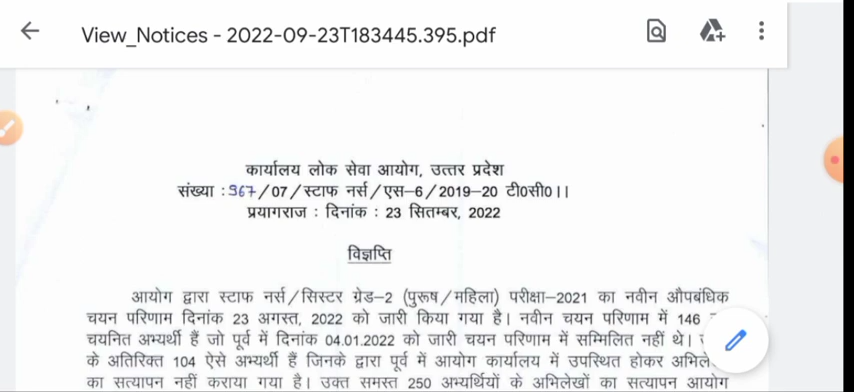 View_Notices - 2022-09-23T183445.395.pdf
कार्यालय लोक सेवा आयोग, उत्तर प्रदेश
संख्या : 967/07/स्टाफ नर्स/एस-6/2019-20 टी0सी0।।
प्रयागराज : दिनांक : 23 सितम्बर, 2022
विज्ञप्ति
आयोग द्वारा स्टाफ नर्स/सिस्टर ग्रेड-2 (पुरूष/महिला) परीक्षा-2021 का नवीन औपबंधिक
चयन परिणाम दिनांक 23 अगस्त, 2022 को जारी किया गया है। नवीन चयन परिणाम में 146
चयनित अभ्यर्थी हैं जो पूर्व में दिनांक 04.01.2022 को जारी चयन परिणाम में सम्मिलित नहीं थे।
के अतिरिक्त 104 ऐसे अभ्यर्थी हैं जिनके द्वारा पूर्व में आयोग कार्यालय में उपस्थित होकर
का सत्यापन नहीं कराया गया है। उक्त समस्त 250 अभ्यर्थियों के अभिलेखों का सत्यापन आयोग